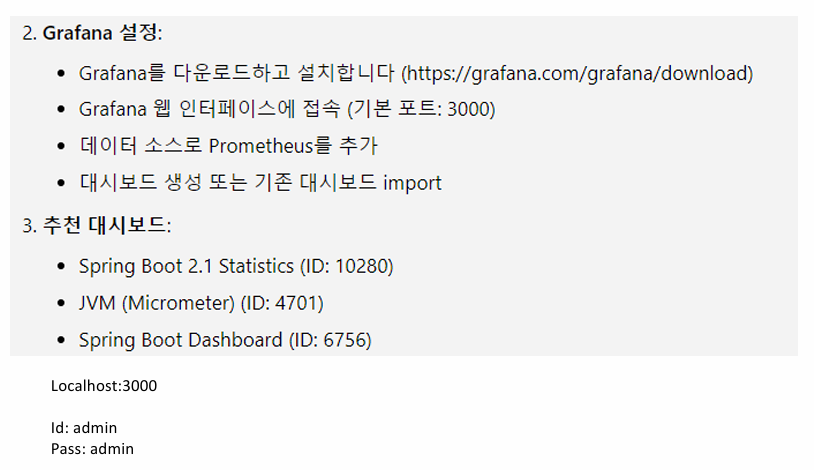 2. Grafana 설정:
• Grafana를 다운로드하고 설치합니다 (https://grafana.com/grafana/download)
• Grafana 웹 인터페이스에 접속 (기본 포트: 3000)
• 데이터 소스로 Prometheus를 추가
• 대시보드 생성 또는 기존 대시보드 import
3. 추천 대시보드:
• Spring Boot 2.1 Statistics (ID: 10280)
• JVM (Micrometer) (ID: 4701)
• Spring Boot Dashboard (ID: 6756)
Localhost:3000
Id: admin
Pass: admin